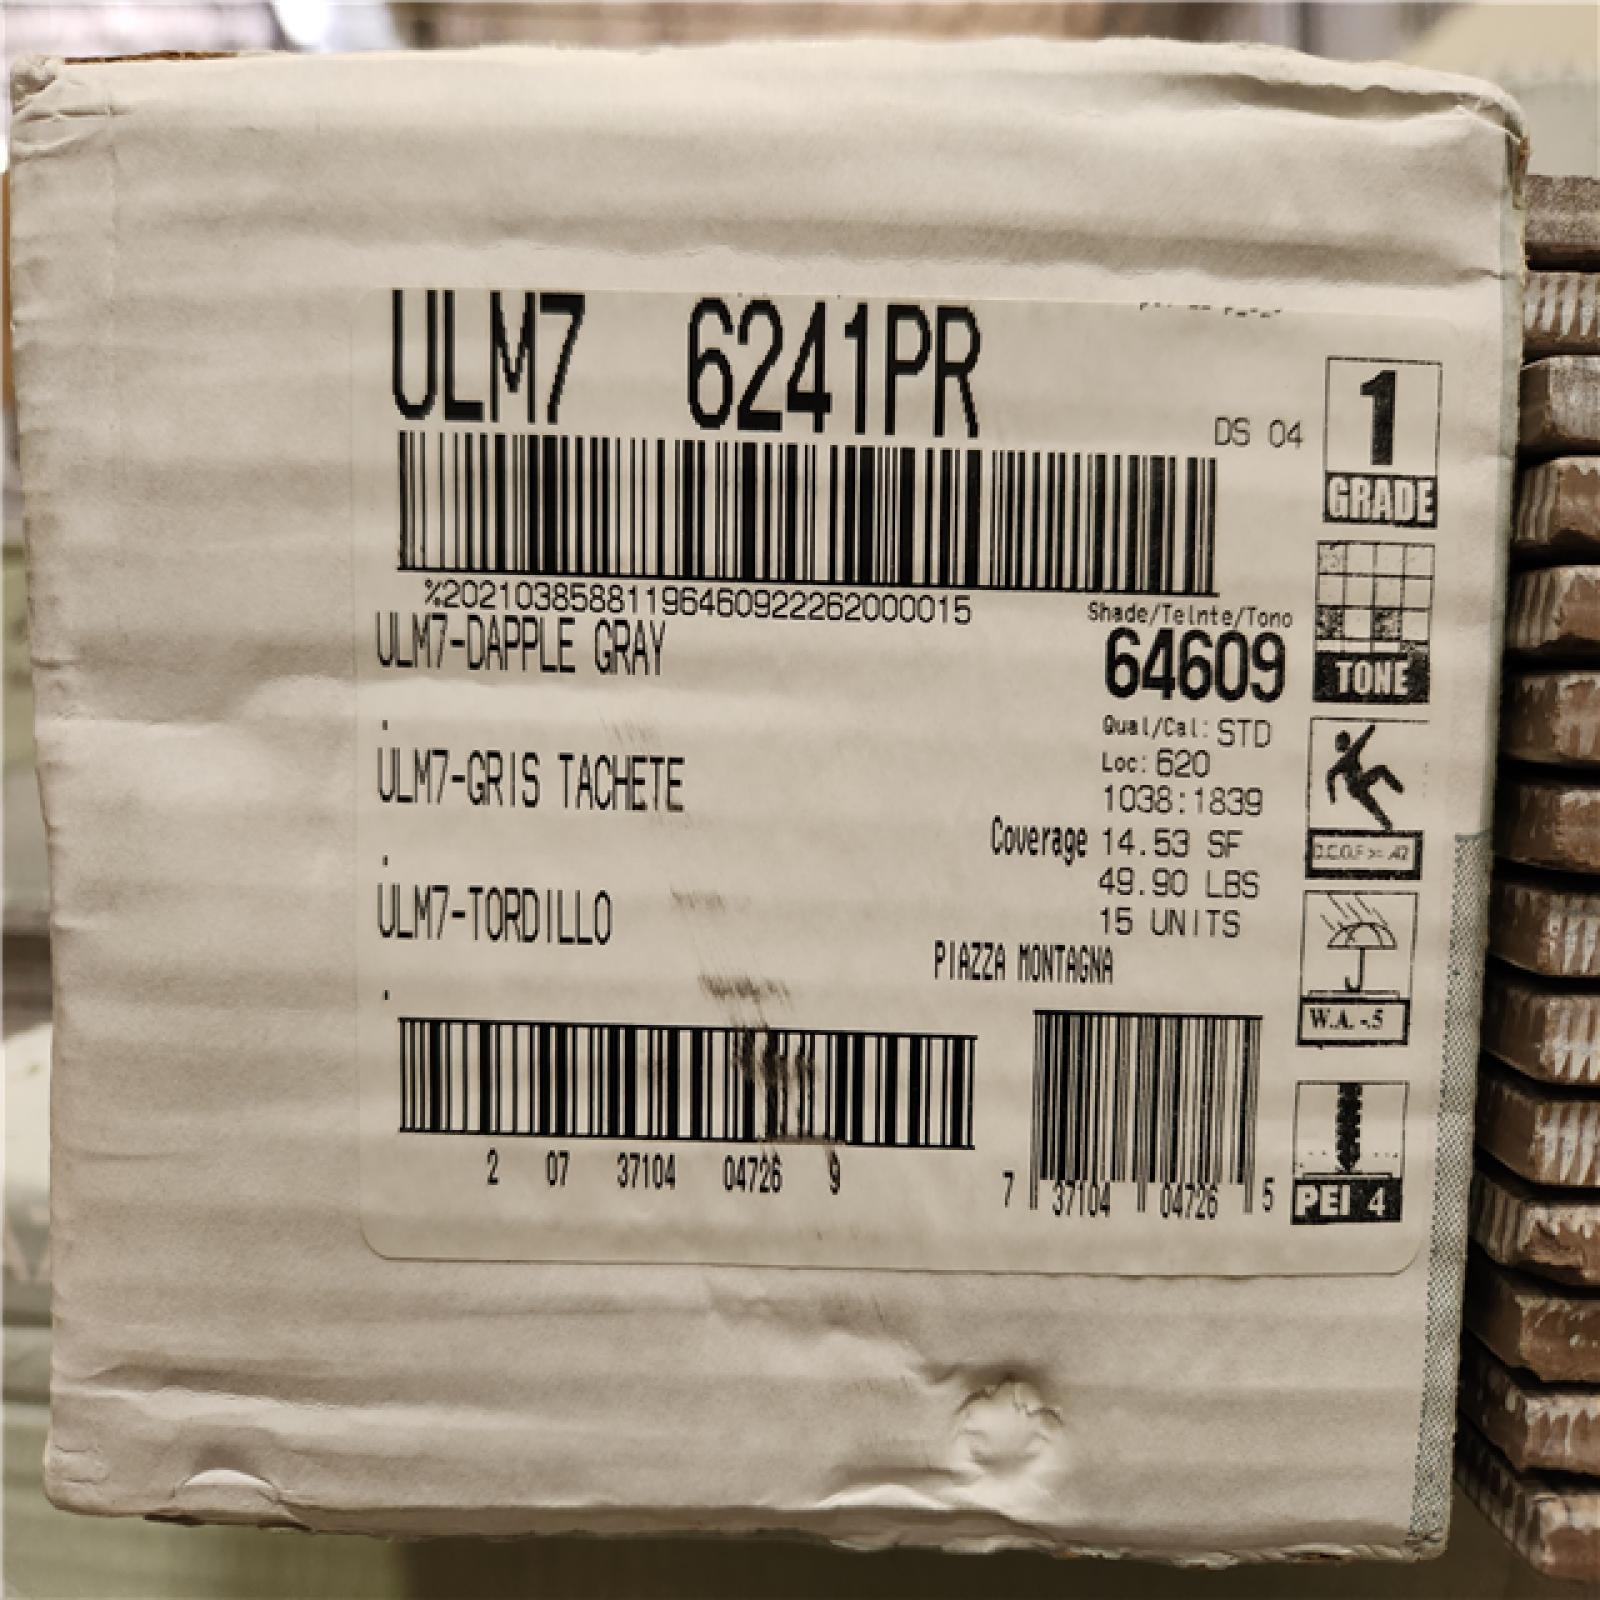 ULM7 6241PR
DS 04
1
GRADE
%20210385881196460922262000015
Shade/Teinte/Tono
ULM7-DAPPLE GRAY
64609
TONE
.
Qual/Cal: STD
ULM7-GRIS TACHETE
Loc: 620
1038:1839
.
Coverage 14.53 SF
D.C.O.F >= .42
49.90 LBS
ULM7-TORDILLO
15 UNITS
PIAZZA MONTAGNA
.
W.A. -.5
2 07 37104 04726 9
7 37104 04726 5
PEI 4